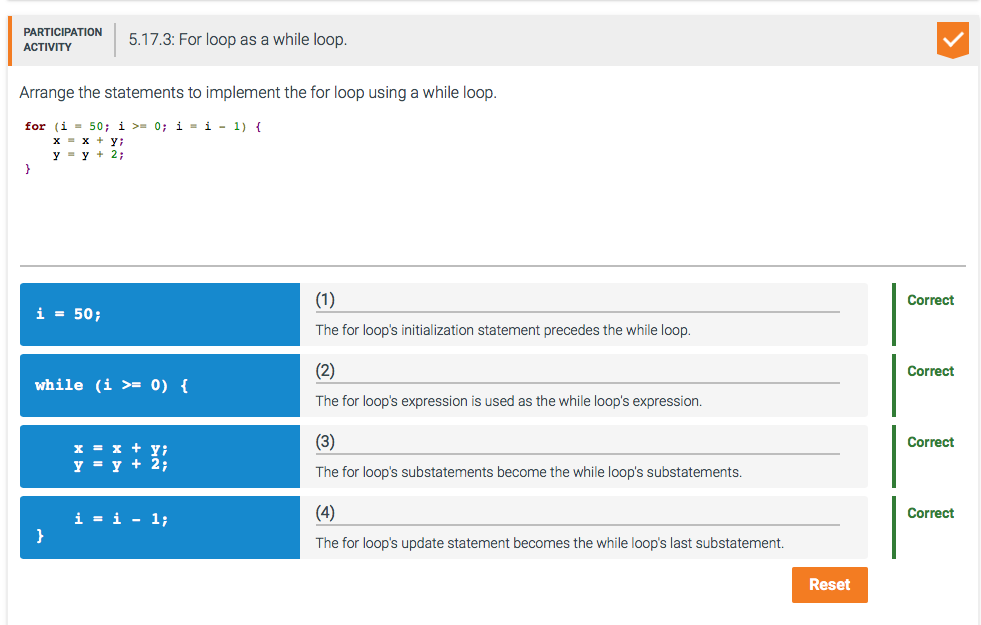 PARTICIPATION
ACTIVITY
5.17.3: For loop as a while loop.
Arrange the statements to implement the for loop using a while loop.
for (i = 50; i >= 0; i = i - 1) {
    x = x + y;
    y = y + 2;
}
i = 50;
(1)
The for loop's initialization statement precedes the while loop.
Correct
while (i >= 0) {
(2)
The for loop's expression is used as the while loop's expression.
Correct
    x = x + y;
    y = y + 2;
(3)
The for loop's substatements become the while loop's substatements.
Correct
    i = i - 1;
}
(4)
The for loop's update statement becomes the while loop's last substatement.
Correct
Reset